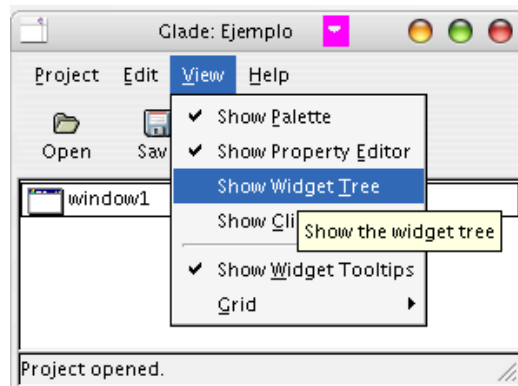 Glade: Ejemplo
Project Edit View Help
Open Sav
Show Palette
Show Property Editor
Show Widget Tree
Show Cli
Show the widget tree
Show Widget Tooltips
Grid
window1
Project opened.